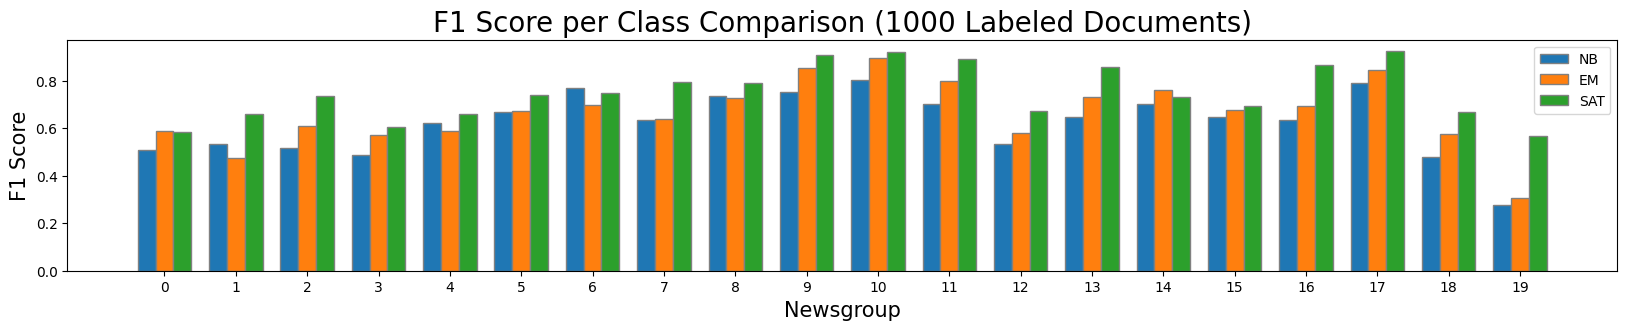 F1 Score per Class Comparison (1000 Labeled Documents)
NB
EM
SAT
F1 Score
0.8
0.6
0.4
0.2
0.0
0 1 2 3 4 5 6 7 8 9 10 11 12 13 14 15 16 17 18 19
Newsgroup